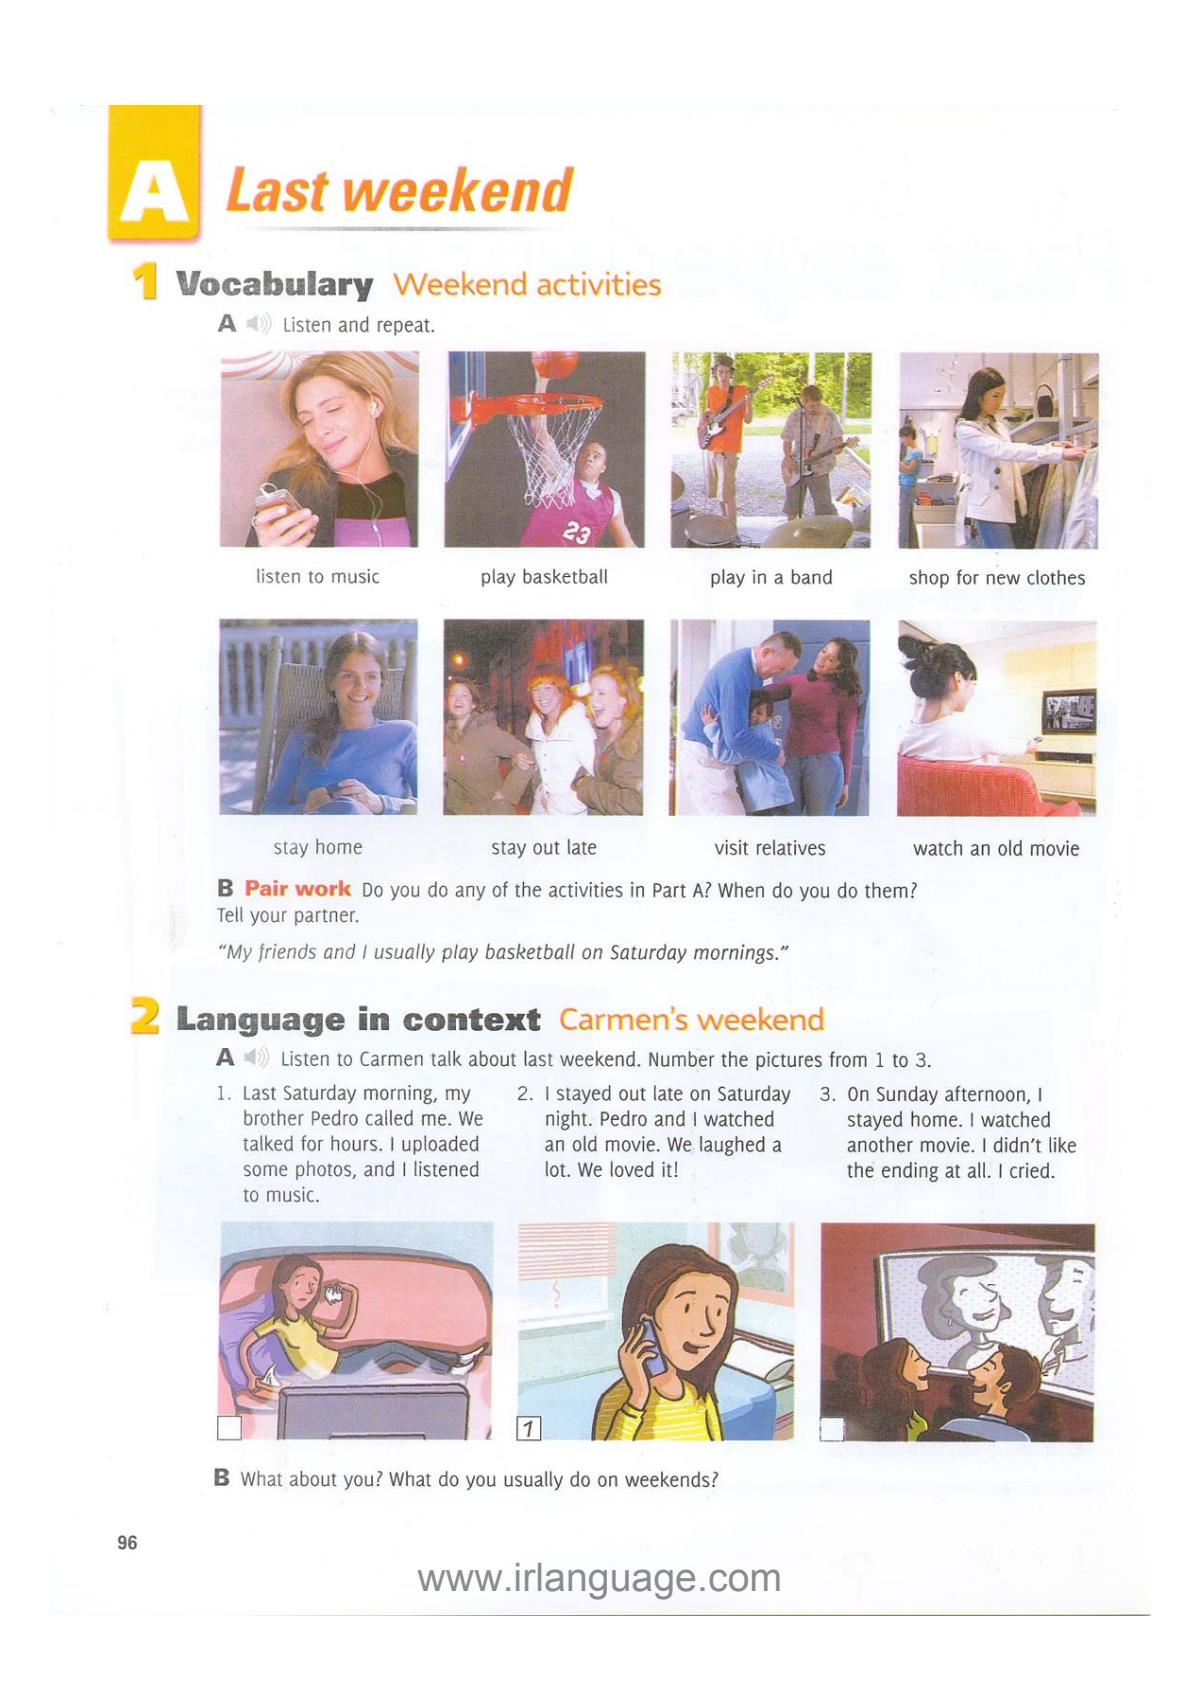 A Last weekend
1 Vocabulary Weekend activities
A Listen and repeat.
23
listen to music play basketball play in a band shop for new clothes
stay home stay out late visit relatives watch an old movie
B Pair work Do you do any of the activities in Part A? When do you do them?
Tell your partner.
“My friends and I usually play basketball on Saturday mornings.”
2 Language in context Carmen's weekend
A Listen to Carmen talk about last weekend. Number the pictures from 1 to 3.
1. Last Saturday morning, my
brother Pedro called me. We
talked for hours. I uploaded
some photos, and I listened
to music.
2. I stayed out late on Saturday
night. Pedro and I watched
an old movie. We laughed a
lot. We loved it!
3. On Sunday afternoon, I
stayed home. I watched
another movie. I didn't like
the ending at all. I cried.
1
B What about you? What do you usually do on weekends?
96
www.irlanguage.com